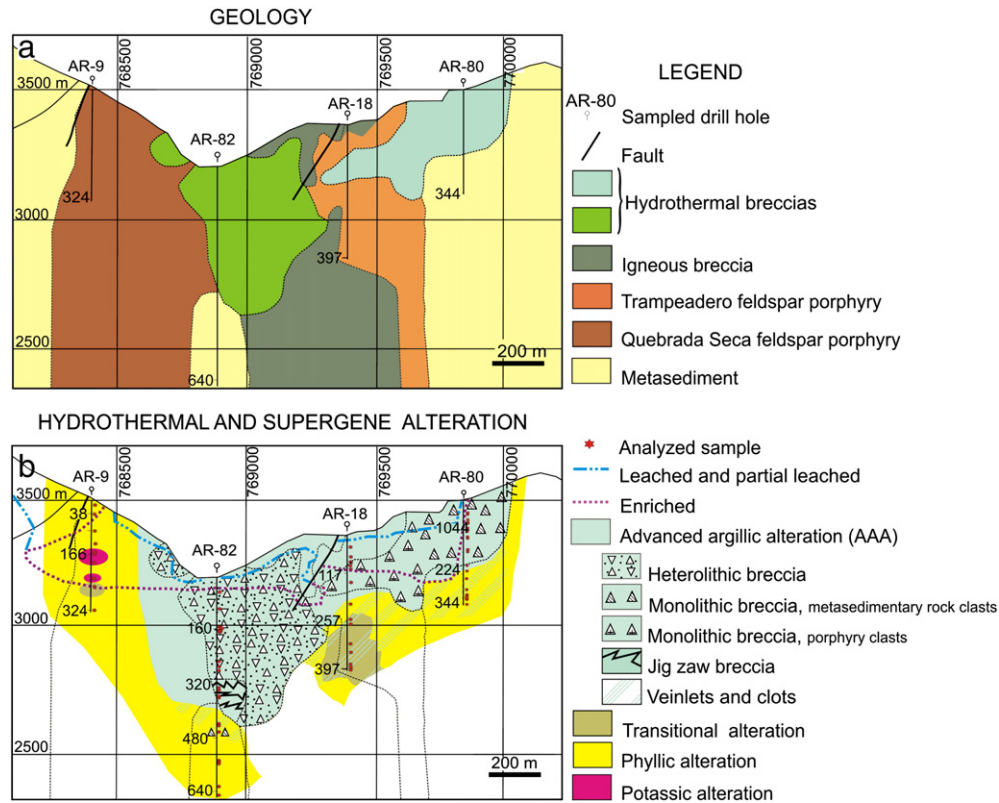 GEOLOGY
a
AR-9
768500
769000
769500
770000
AR-80
AR-18
AR-82
3500 m
3000
2500
324
344
397
640
200 m
LEGEND
AR-80
Sampled drill hole
Fault
Hydrothermal breccias
Igneous breccia
Trampeadero feldspar porphyry
Quebrada Seca feldspar porphyry
Metasediment
HYDROTHERMAL AND SUPERGENE ALTERATION
b
AR-9
768500
769000
769500
770000
AR-80
AR-18
AR-82
3500 m
3000
2500
38
166
324
160
320
480
640
117
257
397
1044
224
344
200 m
Analyzed sample
Leached and partial leached
Enriched
Advanced argillic alteration (AAA)
Heterolithic breccia
Monolithic breccia, metasedimentary rock clasts
Monolithic breccia, porphyry clasts
Jig zaw breccia
Veinlets and clots
Transitional alteration
Phyllic alteration
Potassic alteration